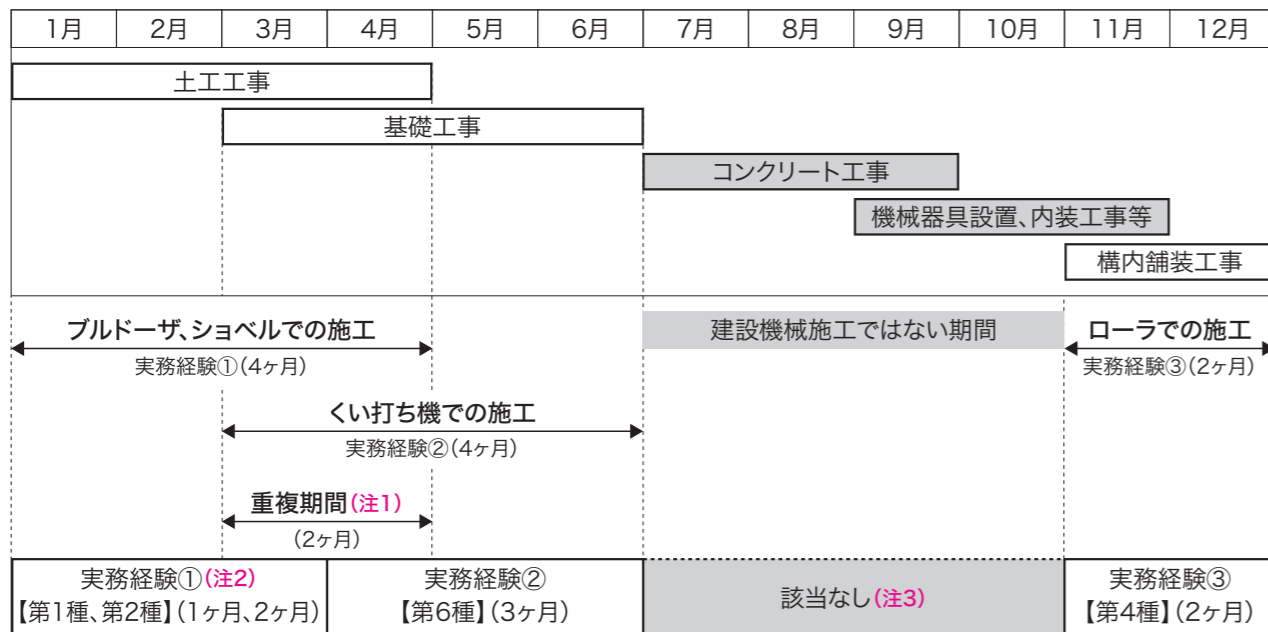 1月 2月 3月 4月 5月 6月 7月 8月 9月 10月 11月 12月
土工工事
基礎工事
コンクリート工事
機械器具設置、内装工事等
構内舗装工事
ブルドーザ、ショベルでの施工
実務経験①(4ヶ月)
建設機械施工ではない期間
ローラでの施工
実務経験③(2ヶ月)
くい打ち機での施工
実務経験②(4ヶ月)
重複期間(注1)
(2ヶ月)
実務経験①(注2)
【第1種、第2種】(1ヶ月、2ヶ月)
実務経験②
【第6種】(3ヶ月)
該当なし(注3)
実務経験③
【第4種】(2ヶ月)